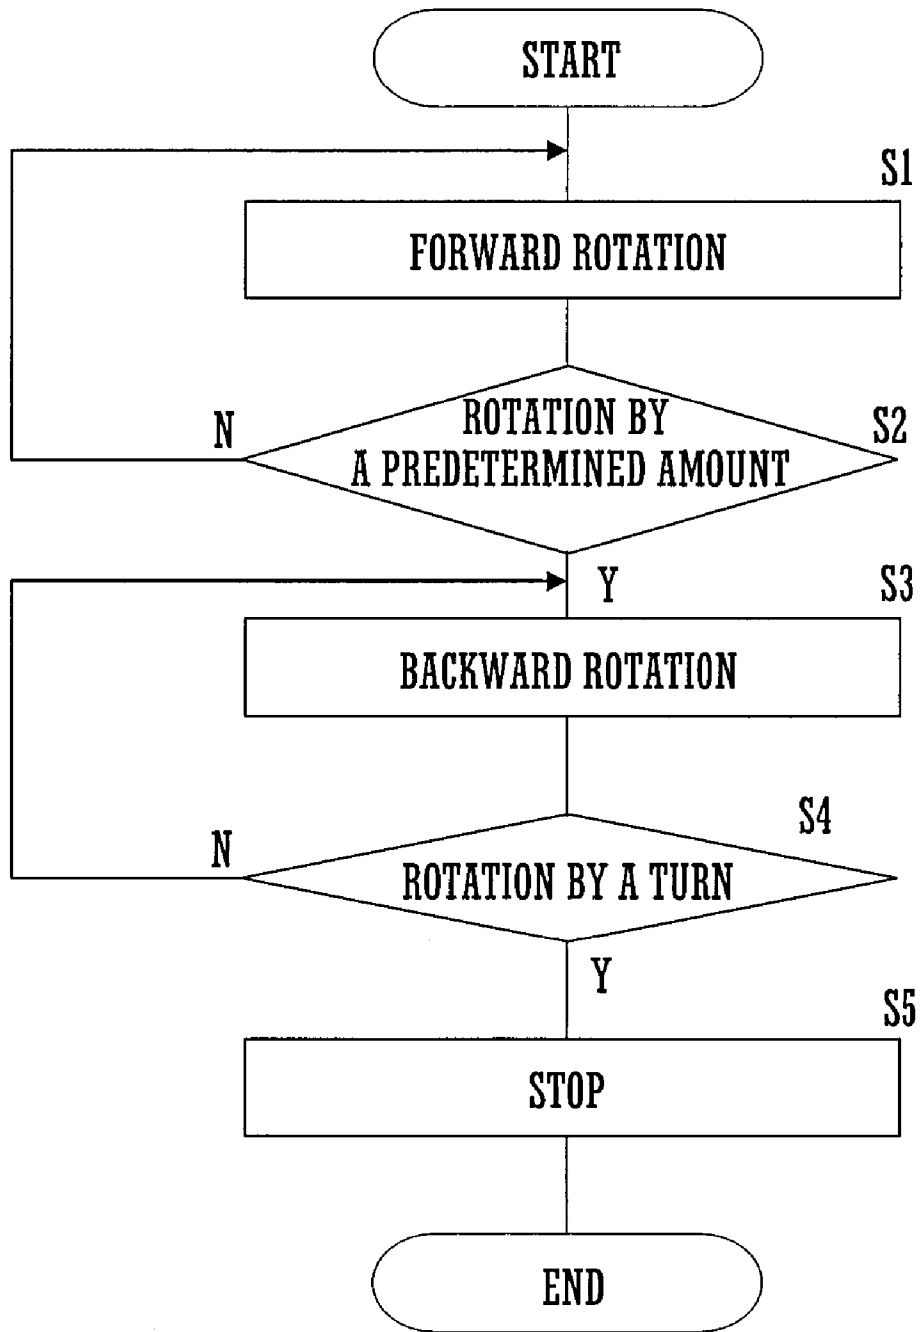 START
S1
FORWARD ROTATION
N
ROTATION BY
A PREDETERMINED AMOUNT
S2
Y
S3
BACKWARD ROTATION
S4
N
ROTATION BY A TURN
Y
S5
STOP
END